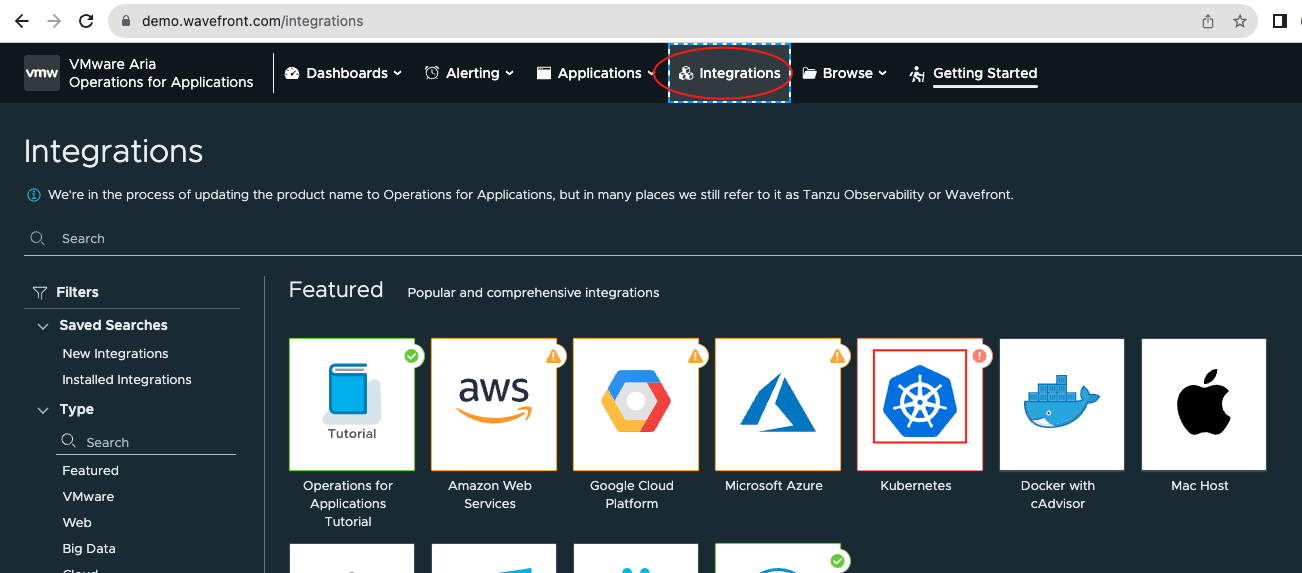 demo.wavefront.com/integrations
vmw
VMware Aria
Operations for Applications
Dashboards
Alerting
Applications
Integrations
Browse
Getting Started
Integrations
We're in the process of updating the product name to Operations for Applications, but in many places we still refer to it as Tanzu Observability or Wavefront.
Search
Filters
Saved Searches
New Integrations
Installed Integrations
Type
Search
Featured
VMware
Web
Big Data
Cloud
Featured Popular and comprehensive integrations
Tutorial
Operations for
Applications
Tutorial
aws
Amazon Web
Services
Google Cloud
Platform
Microsoft Azure
Kubernetes
Docker with
cAdvisor
Mac Host